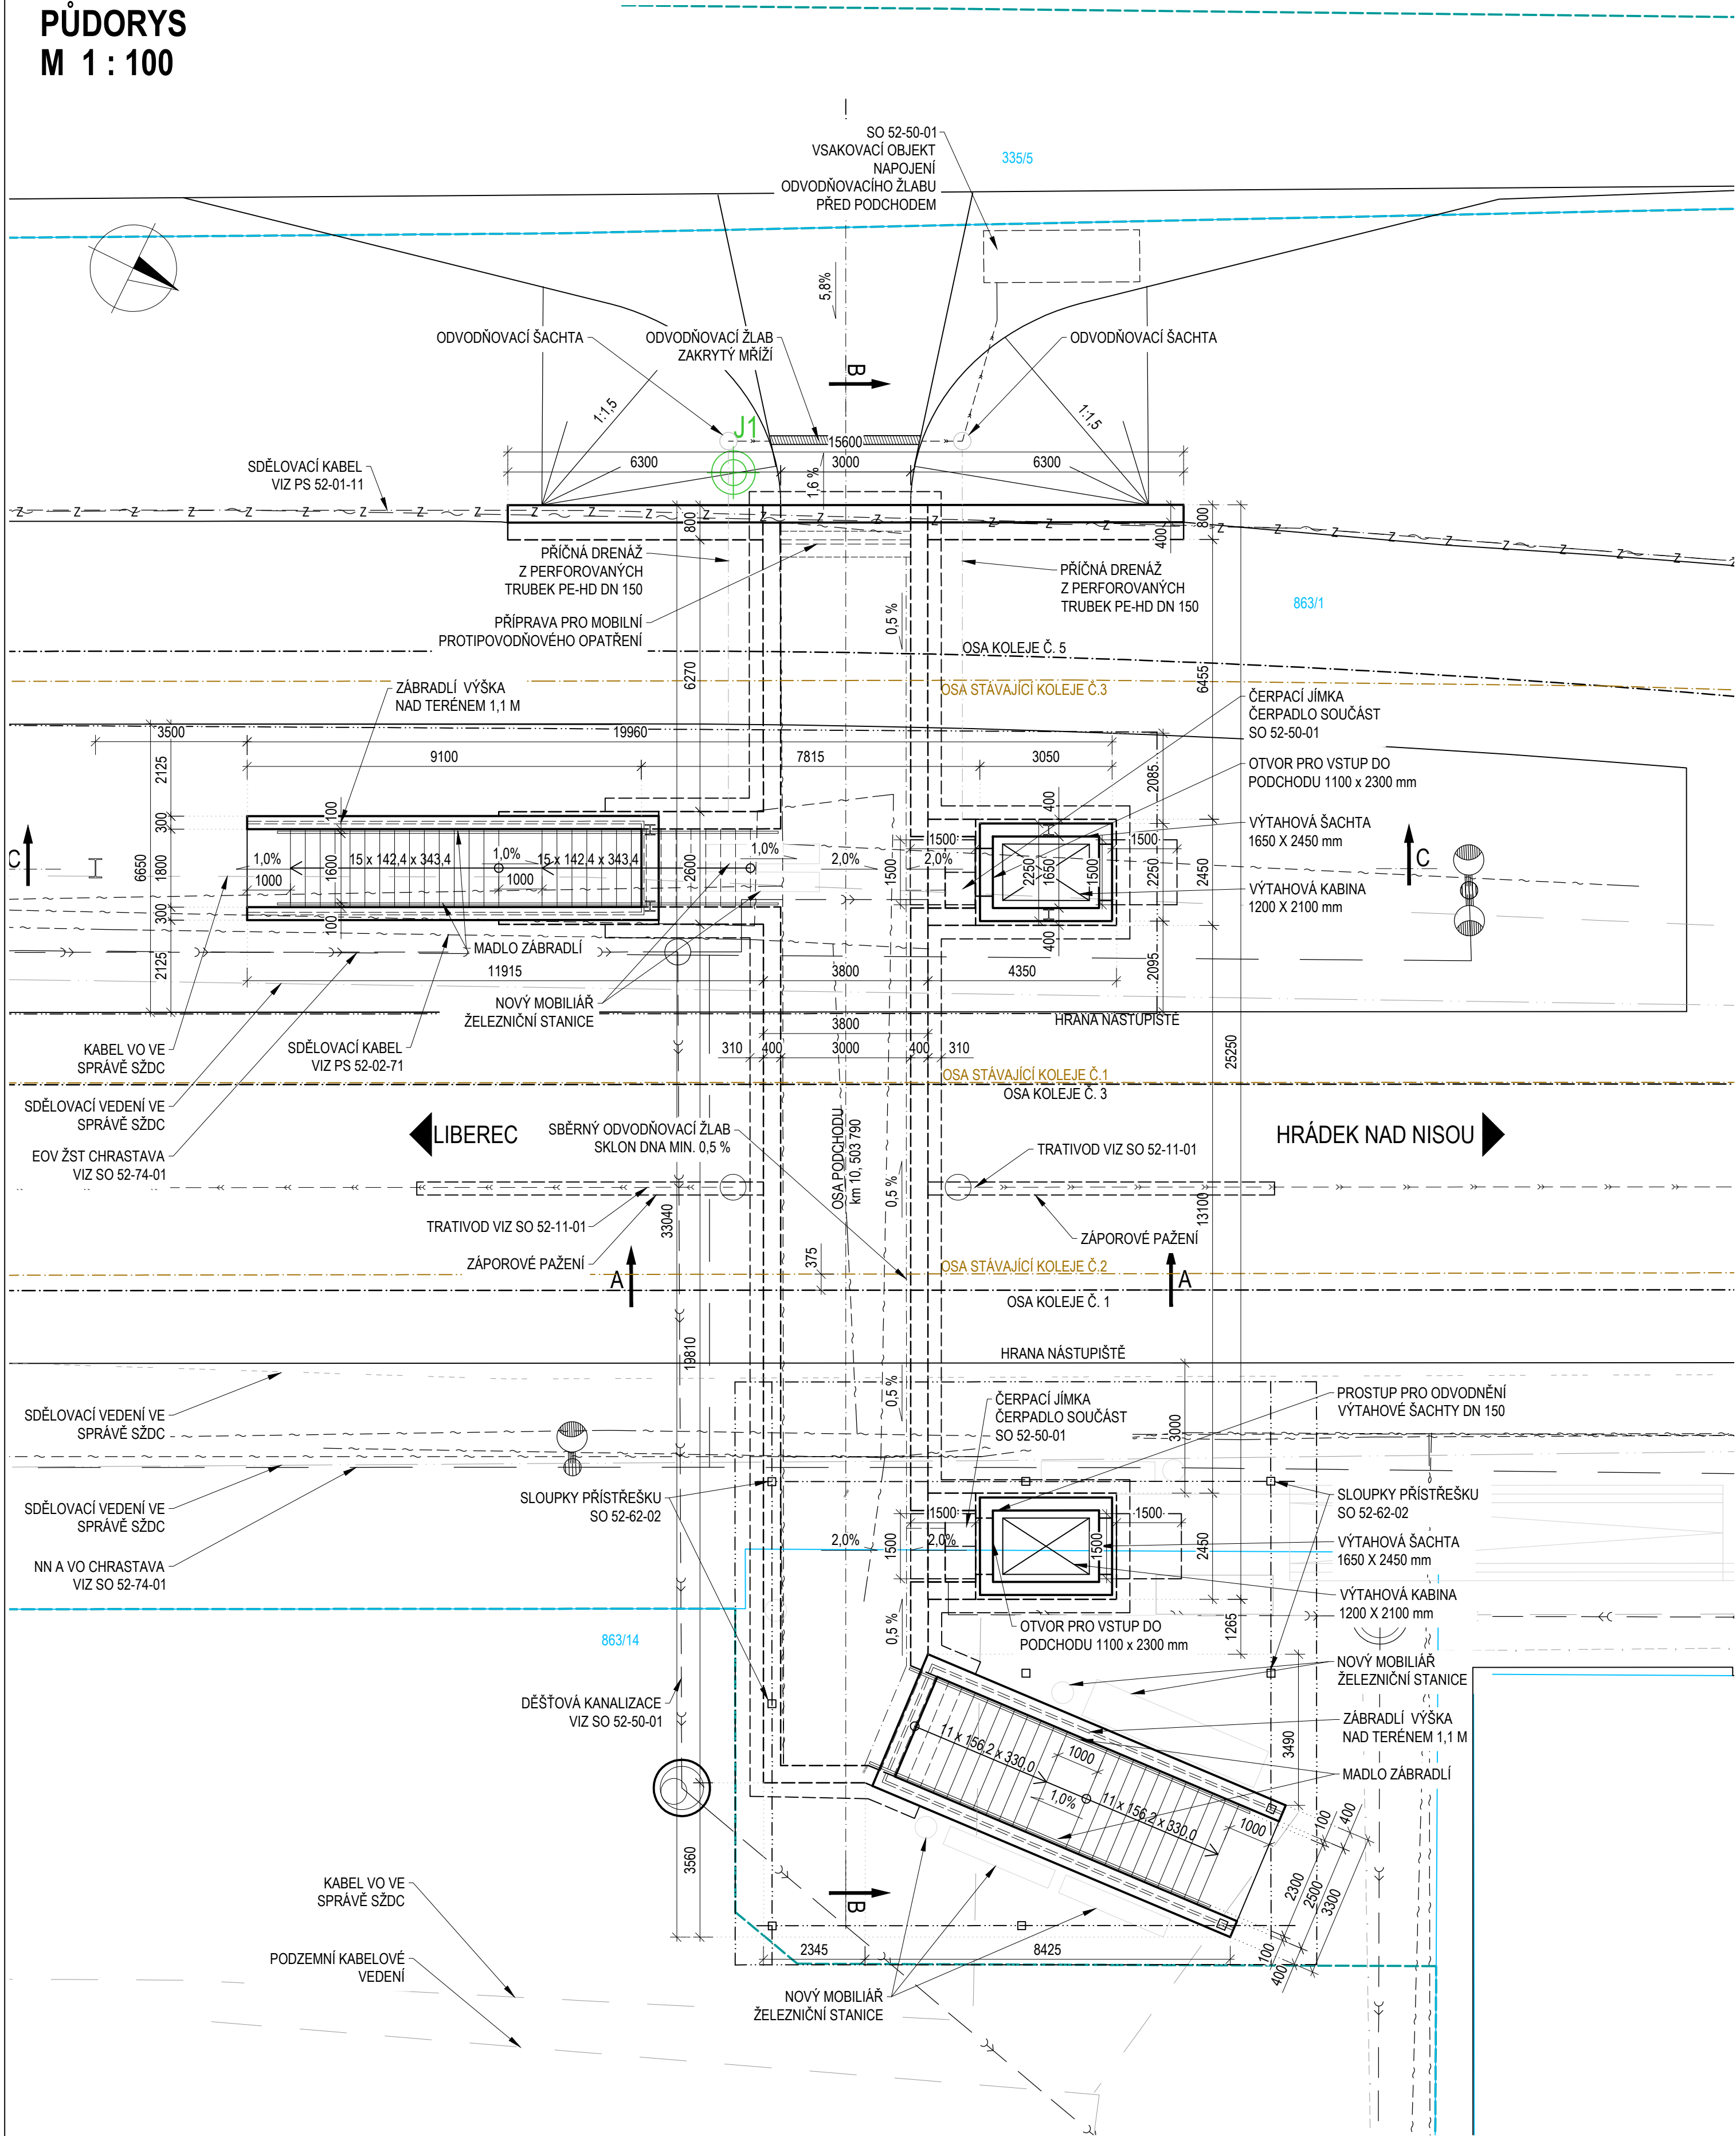 PŮDORYS
M 1 : 100
SO 52-50-01
VSAKOVACÍ OBJEKT
NAPOJENÍ
ODVODŇOVACÍHO ŽLABU
PŘED PODCHODEM
335/5
5,8%
ODVODŇOVACÍ ŠACHTA
ODVODŇOVACÍ ŽLAB
ZAKRYTÝ MŘÍŽÍ
ODVODŇOVACÍ ŠACHTA
B
1:1,5
1:1,5
J1
15600
6300
3000
6300
1,6 %
SDĚLOVACÍ KABEL
VIZ PS 52-01-11
800
400
800
PŘÍČNÁ DRENÁŽ
Z PERFOROVANÝCH
TRUBEK PE-HD DN 150
PŘÍČNÁ DRENÁŽ
Z PERFOROVANÝCH
TRUBEK PE-HD DN 150
863/1
PŘÍPRAVA PRO MOBILNÍ
PROTIPOVODŇOVÉHO OPATŘENÍ
0,5 %
OSA KOLEJE Č. 5
6270
6455
OSA STÁVAJÍCÍ KOLEJE Č.3
ZÁBRADLÍ VÝŠKA
NAD TERÉNEM 1,1 M
ČERPACÍ JÍMKA
ČERPADLO SOUČÁST
SO 52-50-01
3500
19960
9100
7815
3050
2125
2085
OTVOR PRO VSTUP DO
PODCHODU 1100 x 2300 mm
100
400
300
VÝTAHOVÁ ŠACHTA
1650 X 2450 mm
1500
1500
C
C
6650
1800
1,0%
15 x 142,4 x 343,4
1,0%
15 x 142,4 x 343,4
1,0%
2,0%
2,0%
1000
1600
1000
2600
1500
2250
1650
1500
2250
2450
VÝTAHOVÁ KABINA
1200 X 2100 mm
300
100
400
MADLO ZÁBRADLÍ
2125
11915
3800
4350
2095
NOVÝ MOBILIÁŘ
ŽELEZNIČNÍ STANICE
3800
HRANA NÁSTUPIŠTĚ
KABEL VO VE
SPRÁVĚ SŽDC
SDĚLOVACÍ KABEL
VIZ PS 52-02-71
310
400
3000
400
310
25250
OSA STÁVAJÍCÍ KOLEJE Č.1
OSA KOLEJE Č. 3
SDĚLOVACÍ VEDENÍ VE
SPRÁVĚ SŽDC
LIBEREC
SBĚRNÝ ODVODŇOVACÍ ŽLAB
SKLON DNA MIN. 0,5 %
OSA PODCHODU
km 10, 503 790
HRÁDEK NAD NISOU
EOV ŽST CHRASTAVA
VIZ SO 52-74-01
TRATIVOD VIZ SO 52-11-01
0,5 %
13100
TRATIVOD VIZ SO 52-11-01
33040
ZÁPOROVÉ PAŽENÍ
ZÁPOROVÉ PAŽENÍ
375
OSA STÁVAJÍCÍ KOLEJE Č.2
A
A
OSA KOLEJE Č. 1
19810
HRANA NÁSTUPIŠTĚ
0,5 %
ČERPACÍ JÍMKA
ČERPADLO SOUČÁST
SO 52-50-01
3000
PROSTUP PRO ODVODNĚNÍ
VÝTAHOVÉ ŠACHTY DN 150
SDĚLOVACÍ VEDENÍ VE
SPRÁVĚ SŽDC
SDĚLOVACÍ VEDENÍ VE
SPRÁVĚ SŽDC
SLOUPKY PŘÍSTŘEŠKU
SO 52-62-02
SLOUPKY PŘÍSTŘEŠKU
SO 52-62-02
1500
1500
2,0%
2,0%
1500
1500
2450
VÝTAHOVÁ ŠACHTA
1650 X 2450 mm
NN A VO CHRASTAVA
VIZ SO 52-74-01
VÝTAHOVÁ KABINA
1200 X 2100 mm
863/14
0,5 %
OTVOR PRO VSTUP DO
PODCHODU 1100 x 2300 mm
1265
NOVÝ MOBILIÁŘ
ŽELEZNIČNÍ STANICE
DĚŠŤOVÁ KANALIZACE
VIZ SO 52-50-01
ZÁBRADLÍ VÝŠKA
NAD TERÉNEM 1,1 M
3490
11 x 156,2 x 330,0
1000
1,0%
11 x 156,2 x 330,0
1000
MADLO ZÁBRADLÍ
100
400
3560
2300
2500
3300
KABEL VO VE
SPRÁVĚ SŽDC
B
100
400
2345
8425
PODZEMNÍ KABELOVÉ
VEDENÍ
NOVÝ MOBILIÁŘ
ŽELEZNIČNÍ STANICE